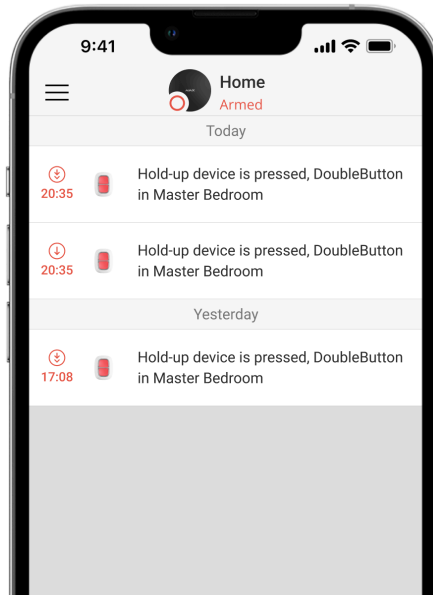 9:41
Home
Armed
Today
Hold-up device is pressed, DoubleButton
in Master Bedroom
20:35
Hold-up device is pressed, DoubleButton
in Master Bedroom
20:35
Yesterday
Hold-up device is pressed, DoubleButton
in Master Bedroom
17:08